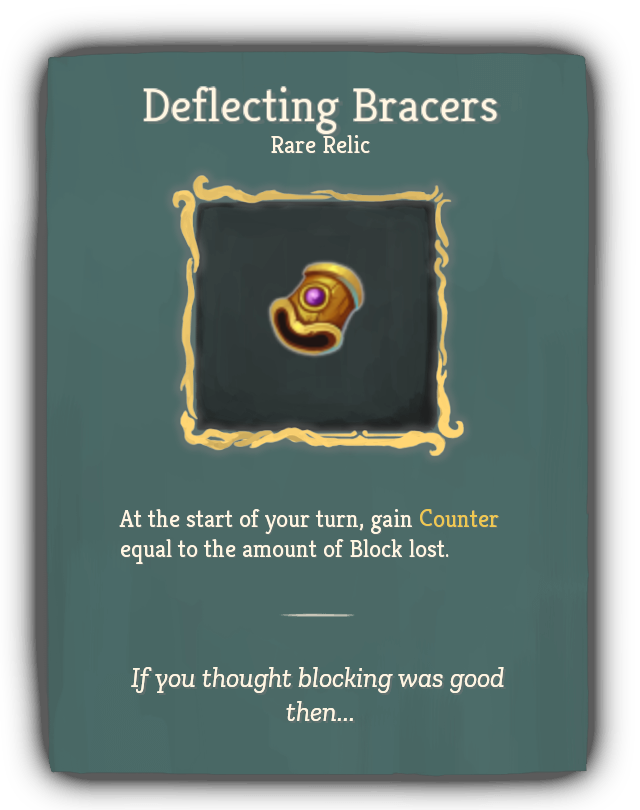 Deflecting Bracers
Rare Relic
At the start of your turn, gain Counter
equal to the amount of Block lost.
If you thought blocking was good
then...